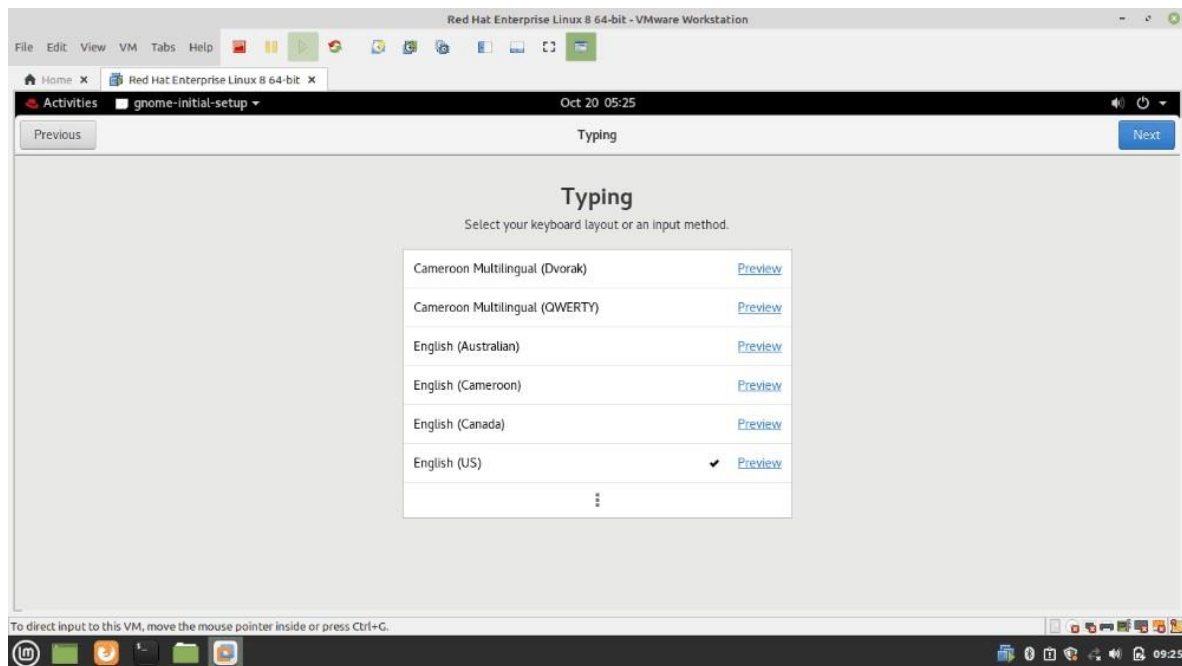 Red Hat Enterprise Linux 8 64-bit - VMware Workstation
File Edit View VM Tabs Help
Home Red Hat Enterprise Linux 8 64-bit
Activities gnome-initial-setup Oct 20 05:25
Previous Typing Next
Typing
Select your keyboard layout or an input method.
Cameroon Multilingual (Dvorak) Preview
Cameroon Multilingual (QWERTY) Preview
English (Australian) Preview
English (Cameroon) Preview
English (Canada) Preview
English (US) Preview
To direct input to this VM, move the mouse pointer inside or press Ctrl+G.
09:25